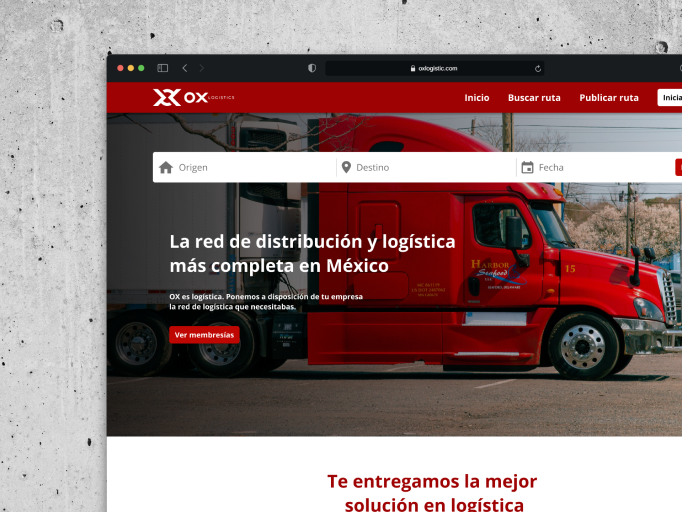 oxlogistic.com
OX LOGISTICS
Inicio
Buscar ruta
Publicar ruta
Inicia
Origen
Destino
Fecha
La red de distribución y logística
más completa en México
OX es logística. Ponemos a disposición de tu empresa
la red de logística que necesitabas.
Ver membresías
HARBOR
Seafood
15
Te entregamos la mejor
solución en logística